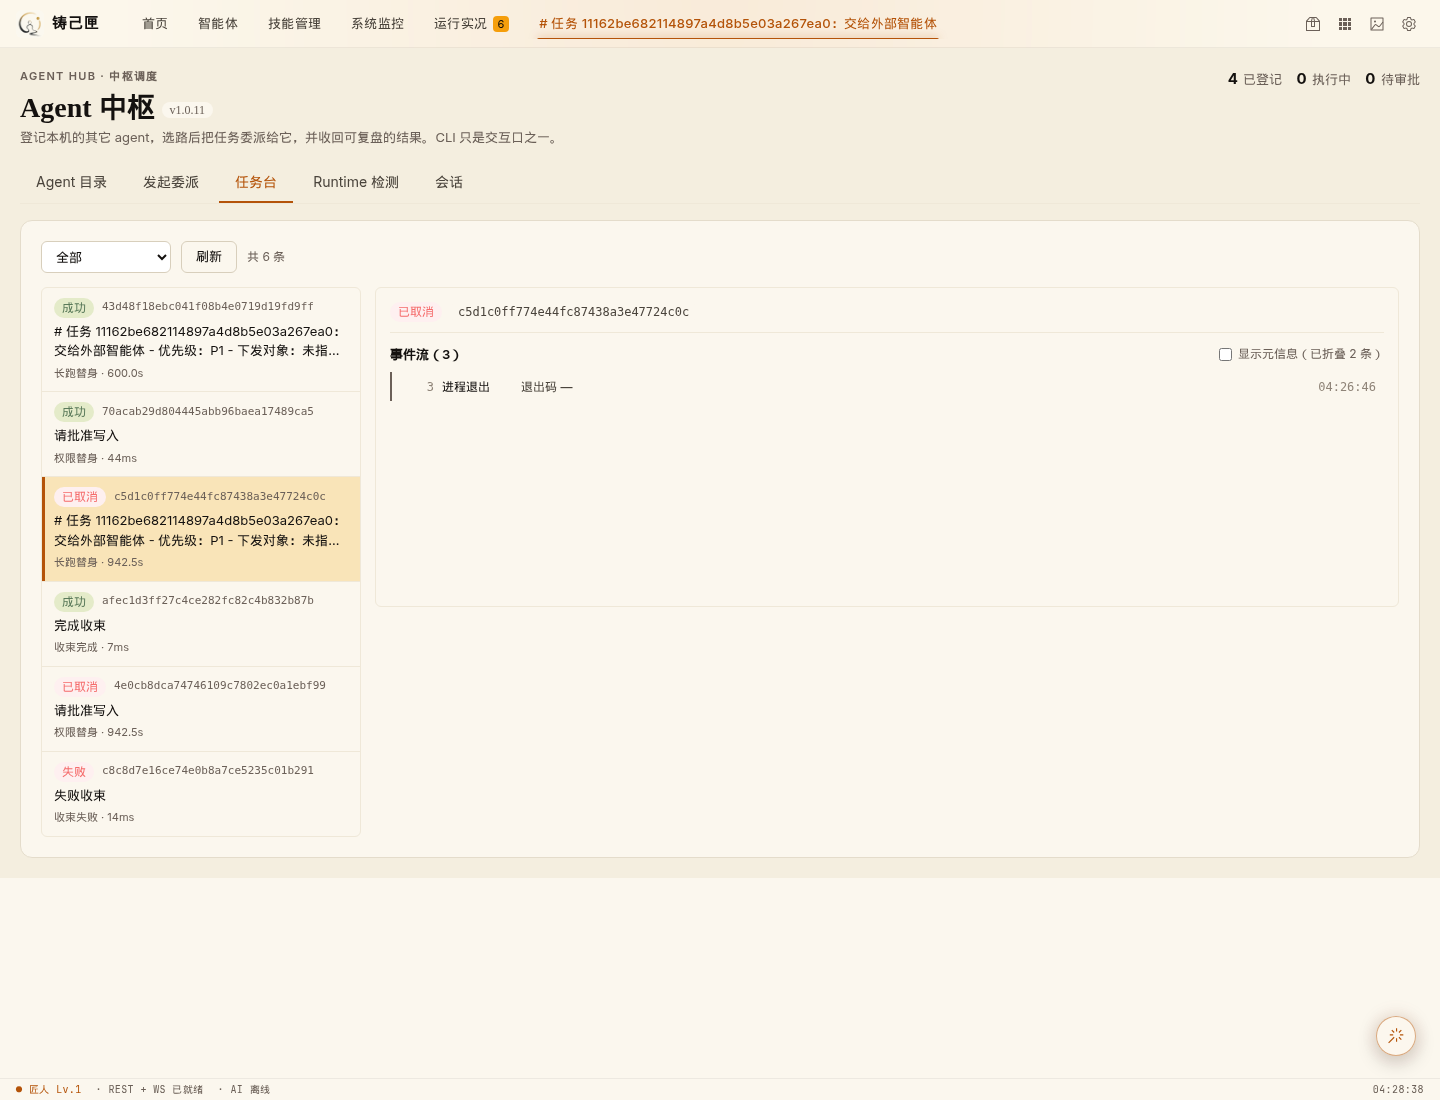 铸己匣
首页
智能体
技能管理
系统监控
运行实况 6
# 任务 11162be682114897a4d8b5e03a267ea0：交给外部智能体
AGENT HUB · 中枢调度
4 已登记 0 执行中 0 待审批
Agent 中枢 v1.0.11
登记本机的其它 agent，选路后把任务委派给它，并收回可复盘的结果。CLI 只是交互口之一。
Agent 目录
发起委派
任务台
Runtime 检测
会话
全部
刷新
共 6 条
成功 43d48f18ebc041f08b4e0719d19fd9ff
# 任务 11162be682114897a4d8b5e03a267ea0：
交给外部智能体 - 优先级：P1 - 下发对象：未指...
长跑替身 · 600.0s
成功 70acab29d804445abb96baea17489ca5
请批准写入
权限替身 · 44ms
已取消 c5d1c0ff774e44fc87438a3e47724c0c
# 任务 11162be682114897a4d8b5e03a267ea0：
交给外部智能体 - 优先级：P1 - 下发对象：未指...
长跑替身 · 942.5s
成功 afec1d3ff27c4ce282fc82c4b832b87b
完成收束
收束完成 · 7ms
已取消 4e0cb8dca74746109c7802ec0a1ebf99
请批准写入
权限替身 · 942.5s
失败 c8c8d7e16ce74e0b8a7ce5235c01b291
失败收束
收束失败 · 14ms
已取消 c5d1c0ff774e44fc87438a3e47724c0c
事件流（3）
显示元信息（已折叠 2 条）
3 进程退出 退出码 — 04:26:46
匠人 Lv.1 · REST + WS 已就绪 · AI 离线
04:28:38